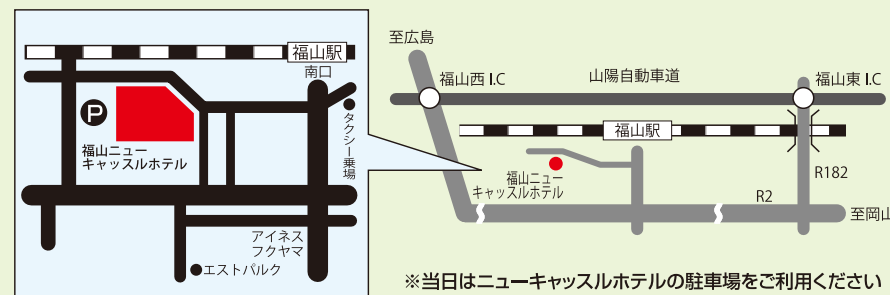 福山駅
南口
P
タクシー乗場
福山ニュー
キャッスルホテル
アイネス
フクヤマ
エストパルク
至広島
福山西 I.C
山陽自動車道
福山東 I.C
福山駅
福山ニュー
キャッスルホテル
R182
R2
至岡山
※当日はニューキャッスルホテルの駐車場をご利用ください